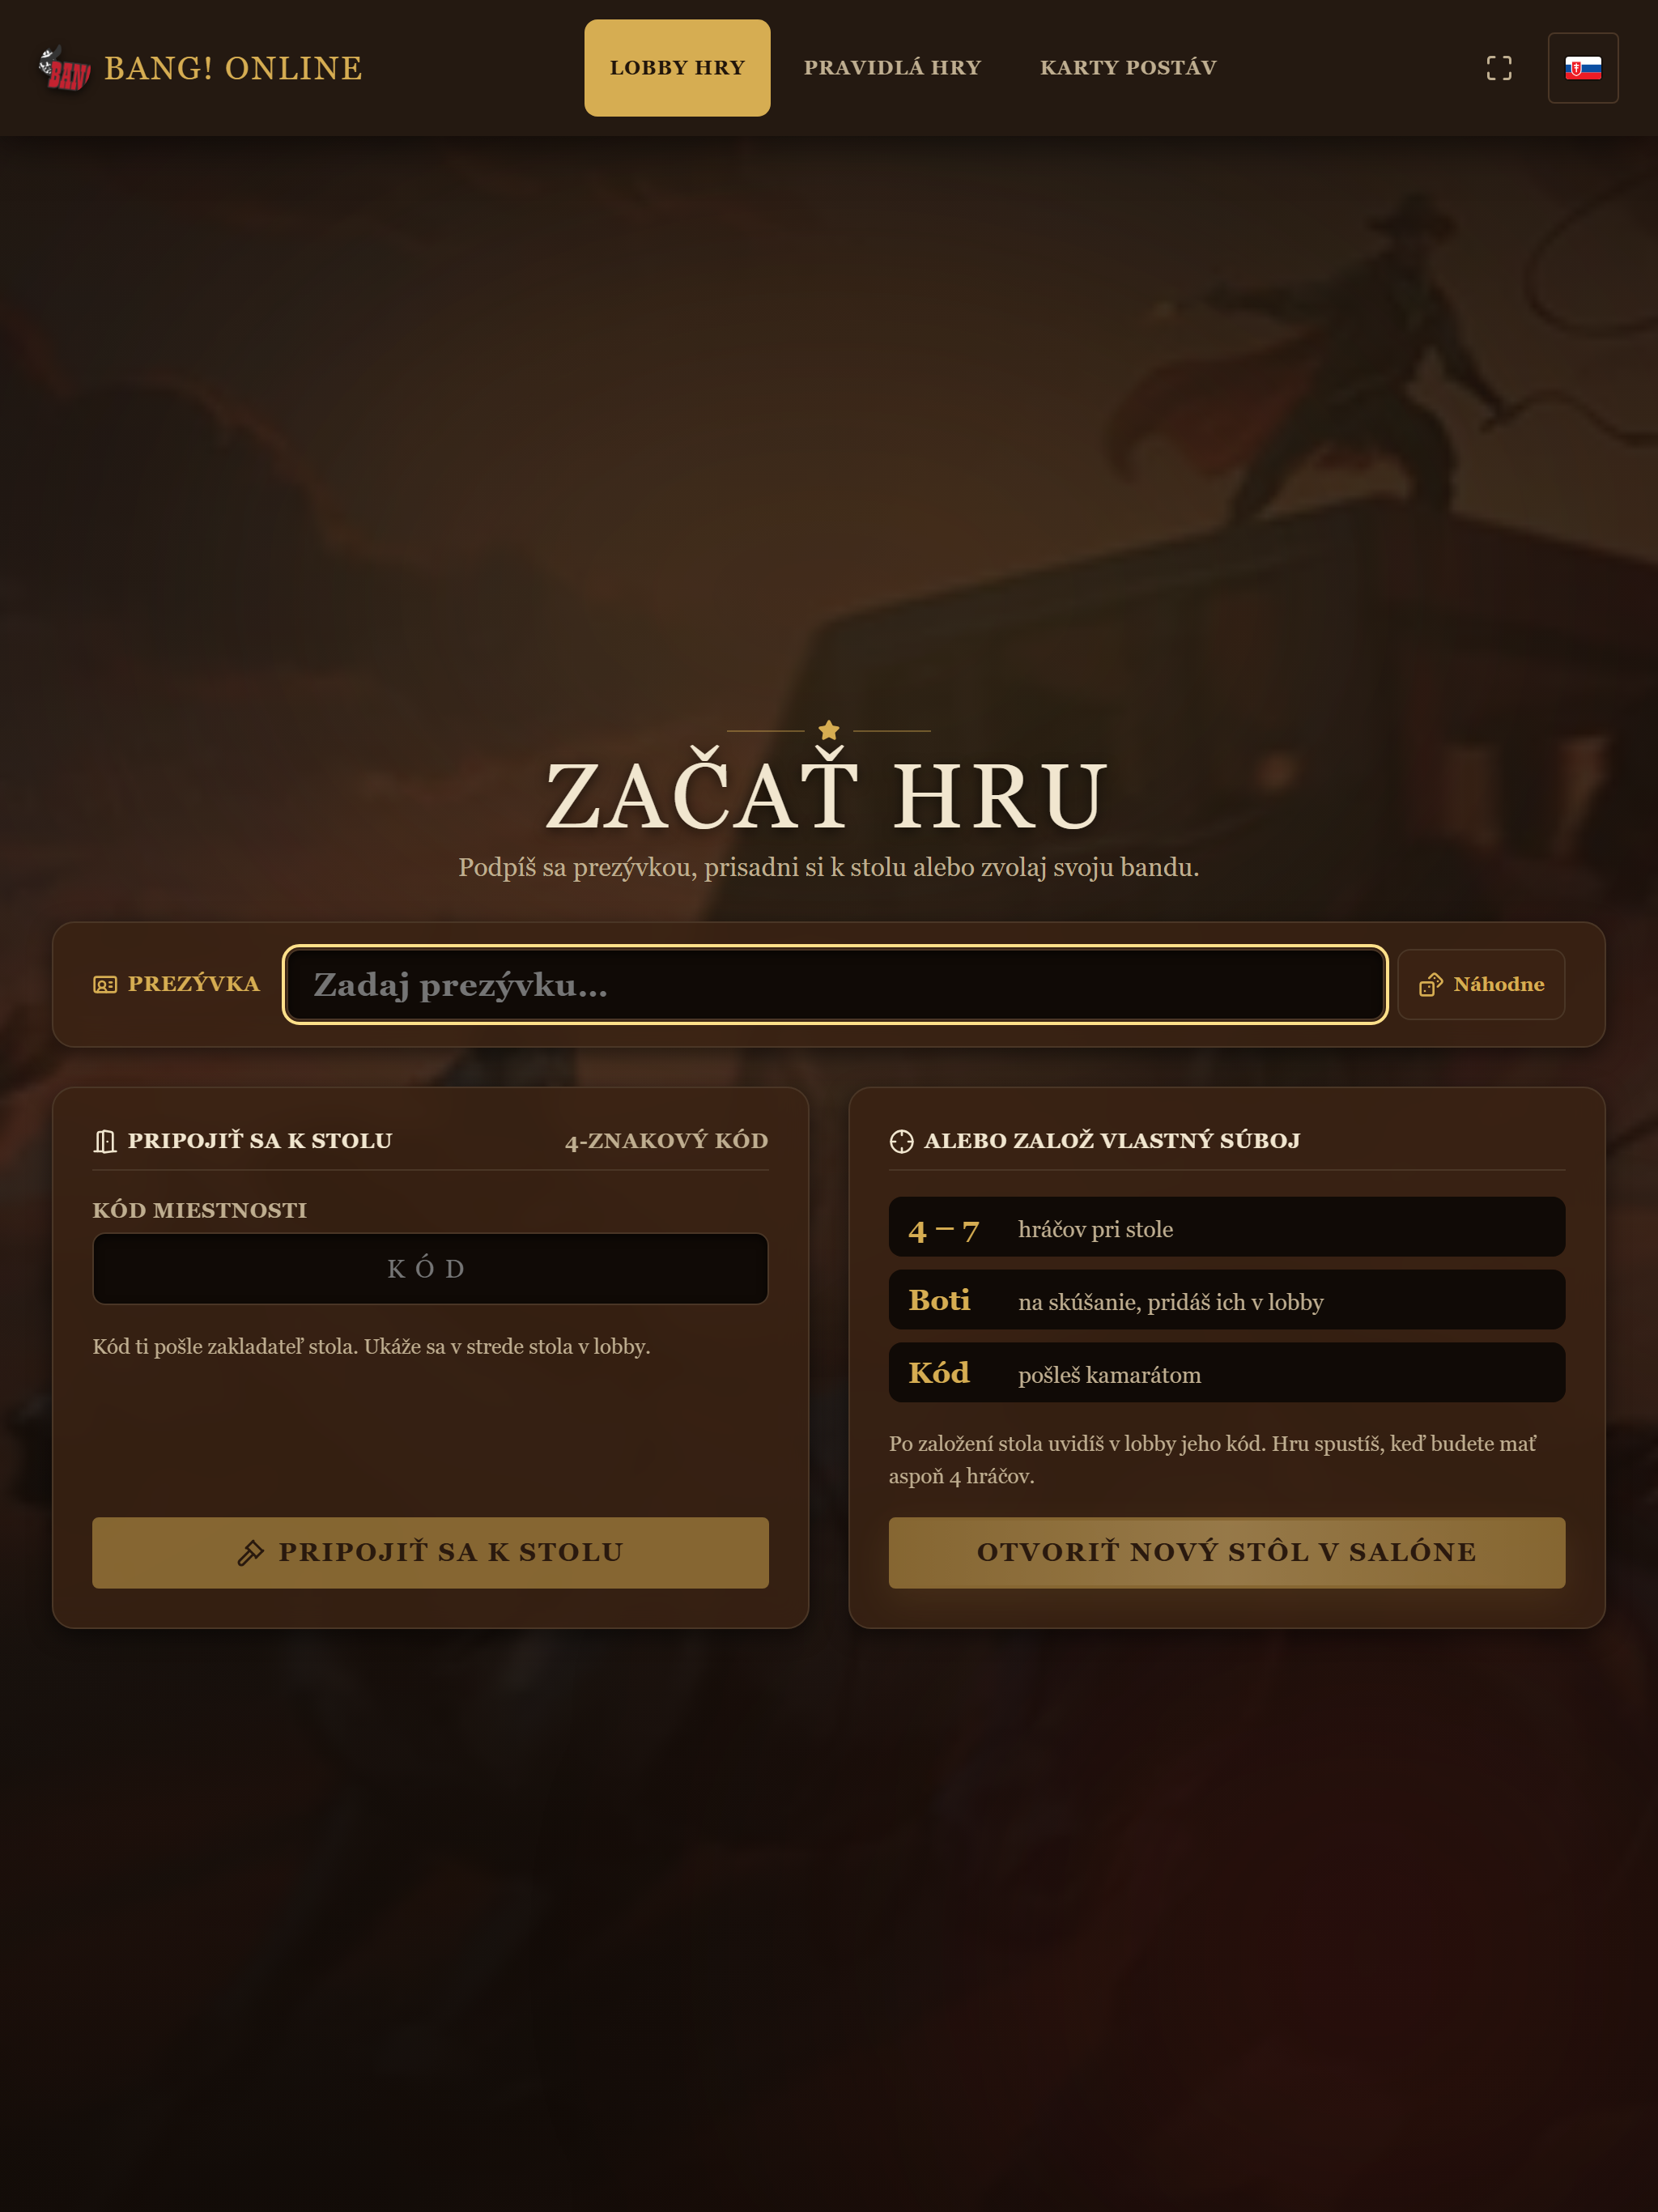 BANG! ONLINE
LOBBY HRY
PRAVIDLÁ HRY
KARTY POSTÁV
ZAČAŤ HRU
Podpíš sa prezývkou, prisadni si k stolu alebo zvolaj svoju bandu.
PREZÝVKA
Zadaj prezývku...
Náhodne
PRIPOJIŤ SA K STOLU
4-ZNAKOVÝ KÓD
KÓD MIESTNOSTI
KÓD
Kód ti pošle zakladateľ stola. Ukáže sa v strede stola v lobby.
PRIPOJIŤ SA K STOLU
ALEBO ZALOŽ VLASTNÝ SÚBOJ
4 – 7 hráčov pri stole
Boti na skúšanie, pridáš ich v lobby
Kód pošleš kamarátom
Po založení stola uvidíš v lobby jeho kód. Hru spustíš, keď budete mať
aspoň 4 hráčov.
OTVORIŤ NOVÝ STÔL V SALÓNE